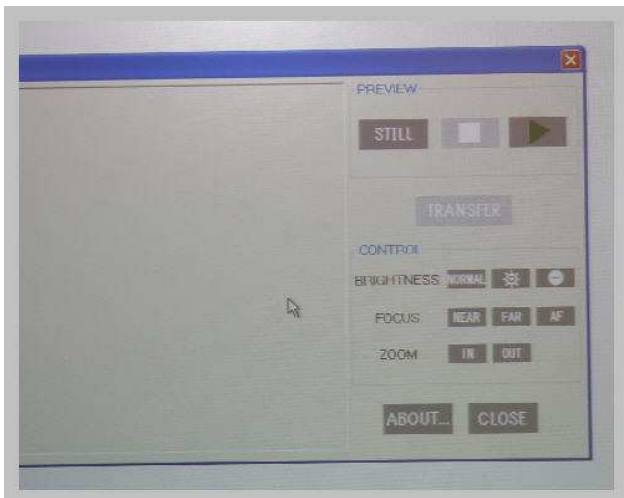 PREVIEW
STILL
TRANSFER
CONTROL
BRIGHTNESS NORMAL
FOCUS NEAR FAR AF
ZOOM IN OUT
ABOUT... CLOSE